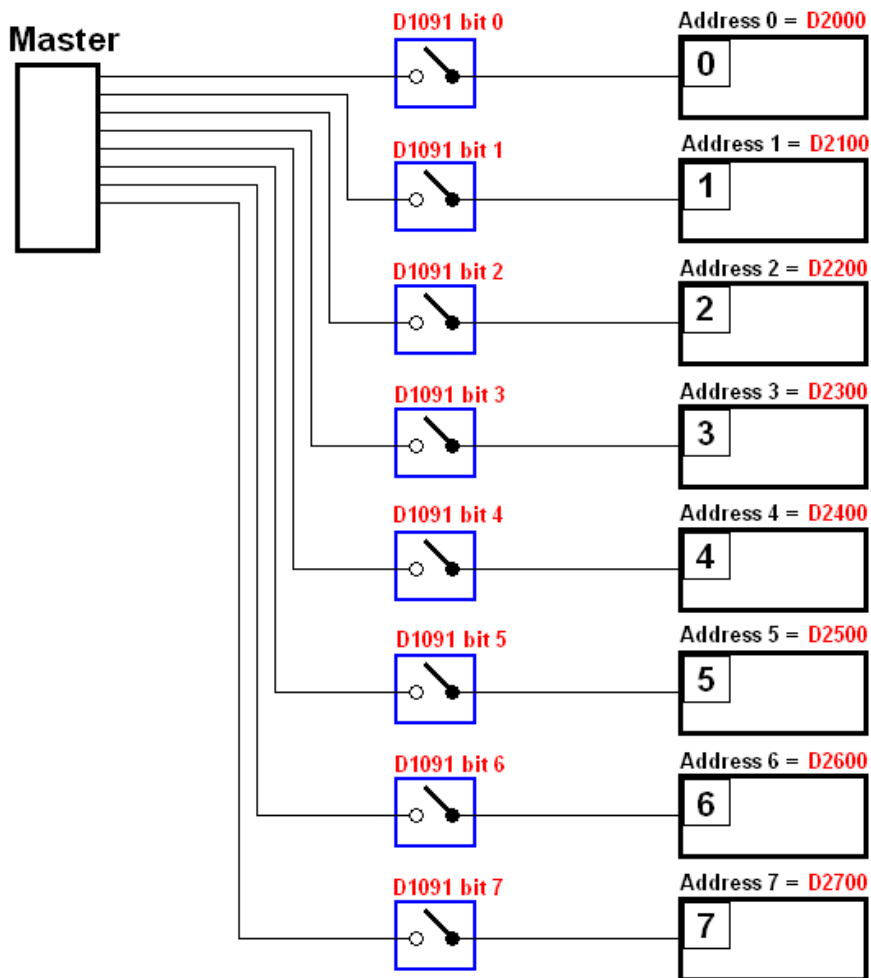 Master
D1091 bit 0
Address 0 = D2000
0
D1091 bit 1
Address 1 = D2100
1
D1091 bit 2
Address 2 = D2200
2
D1091 bit 3
Address 3 = D2300
3
D1091 bit 4
Address 4 = D2400
4
D1091 bit 5
Address 5 = D2500
5
D1091 bit 6
Address 6 = D2600
6
D1091 bit 7
Address 7 = D2700
7